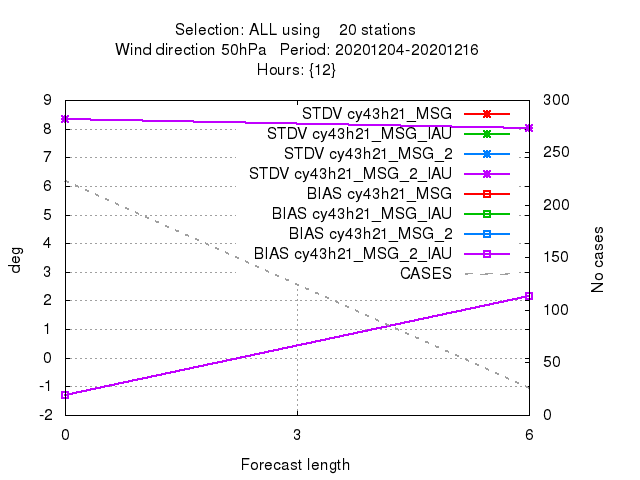 Selection: ALL using    20 stations
Wind direction 50hPa   Period: 20201204-20201216
Hours: {12}
9
8
7
6
5
4
3
2
1
0
-1
-2
deg
300
250
200
150
100
50
0
No cases
STDV cy43h21_MSG
STDV cy43h21_MSG_IAU
STDV cy43h21_MSG_2
STDV cy43h21_MSG_2_IAU
BIAS cy43h21_MSG
BIAS cy43h21_MSG_IAU
BIAS cy43h21_MSG_2
BIAS cy43h21_MSG_2_IAU
CASES
0
3
6
Forecast length